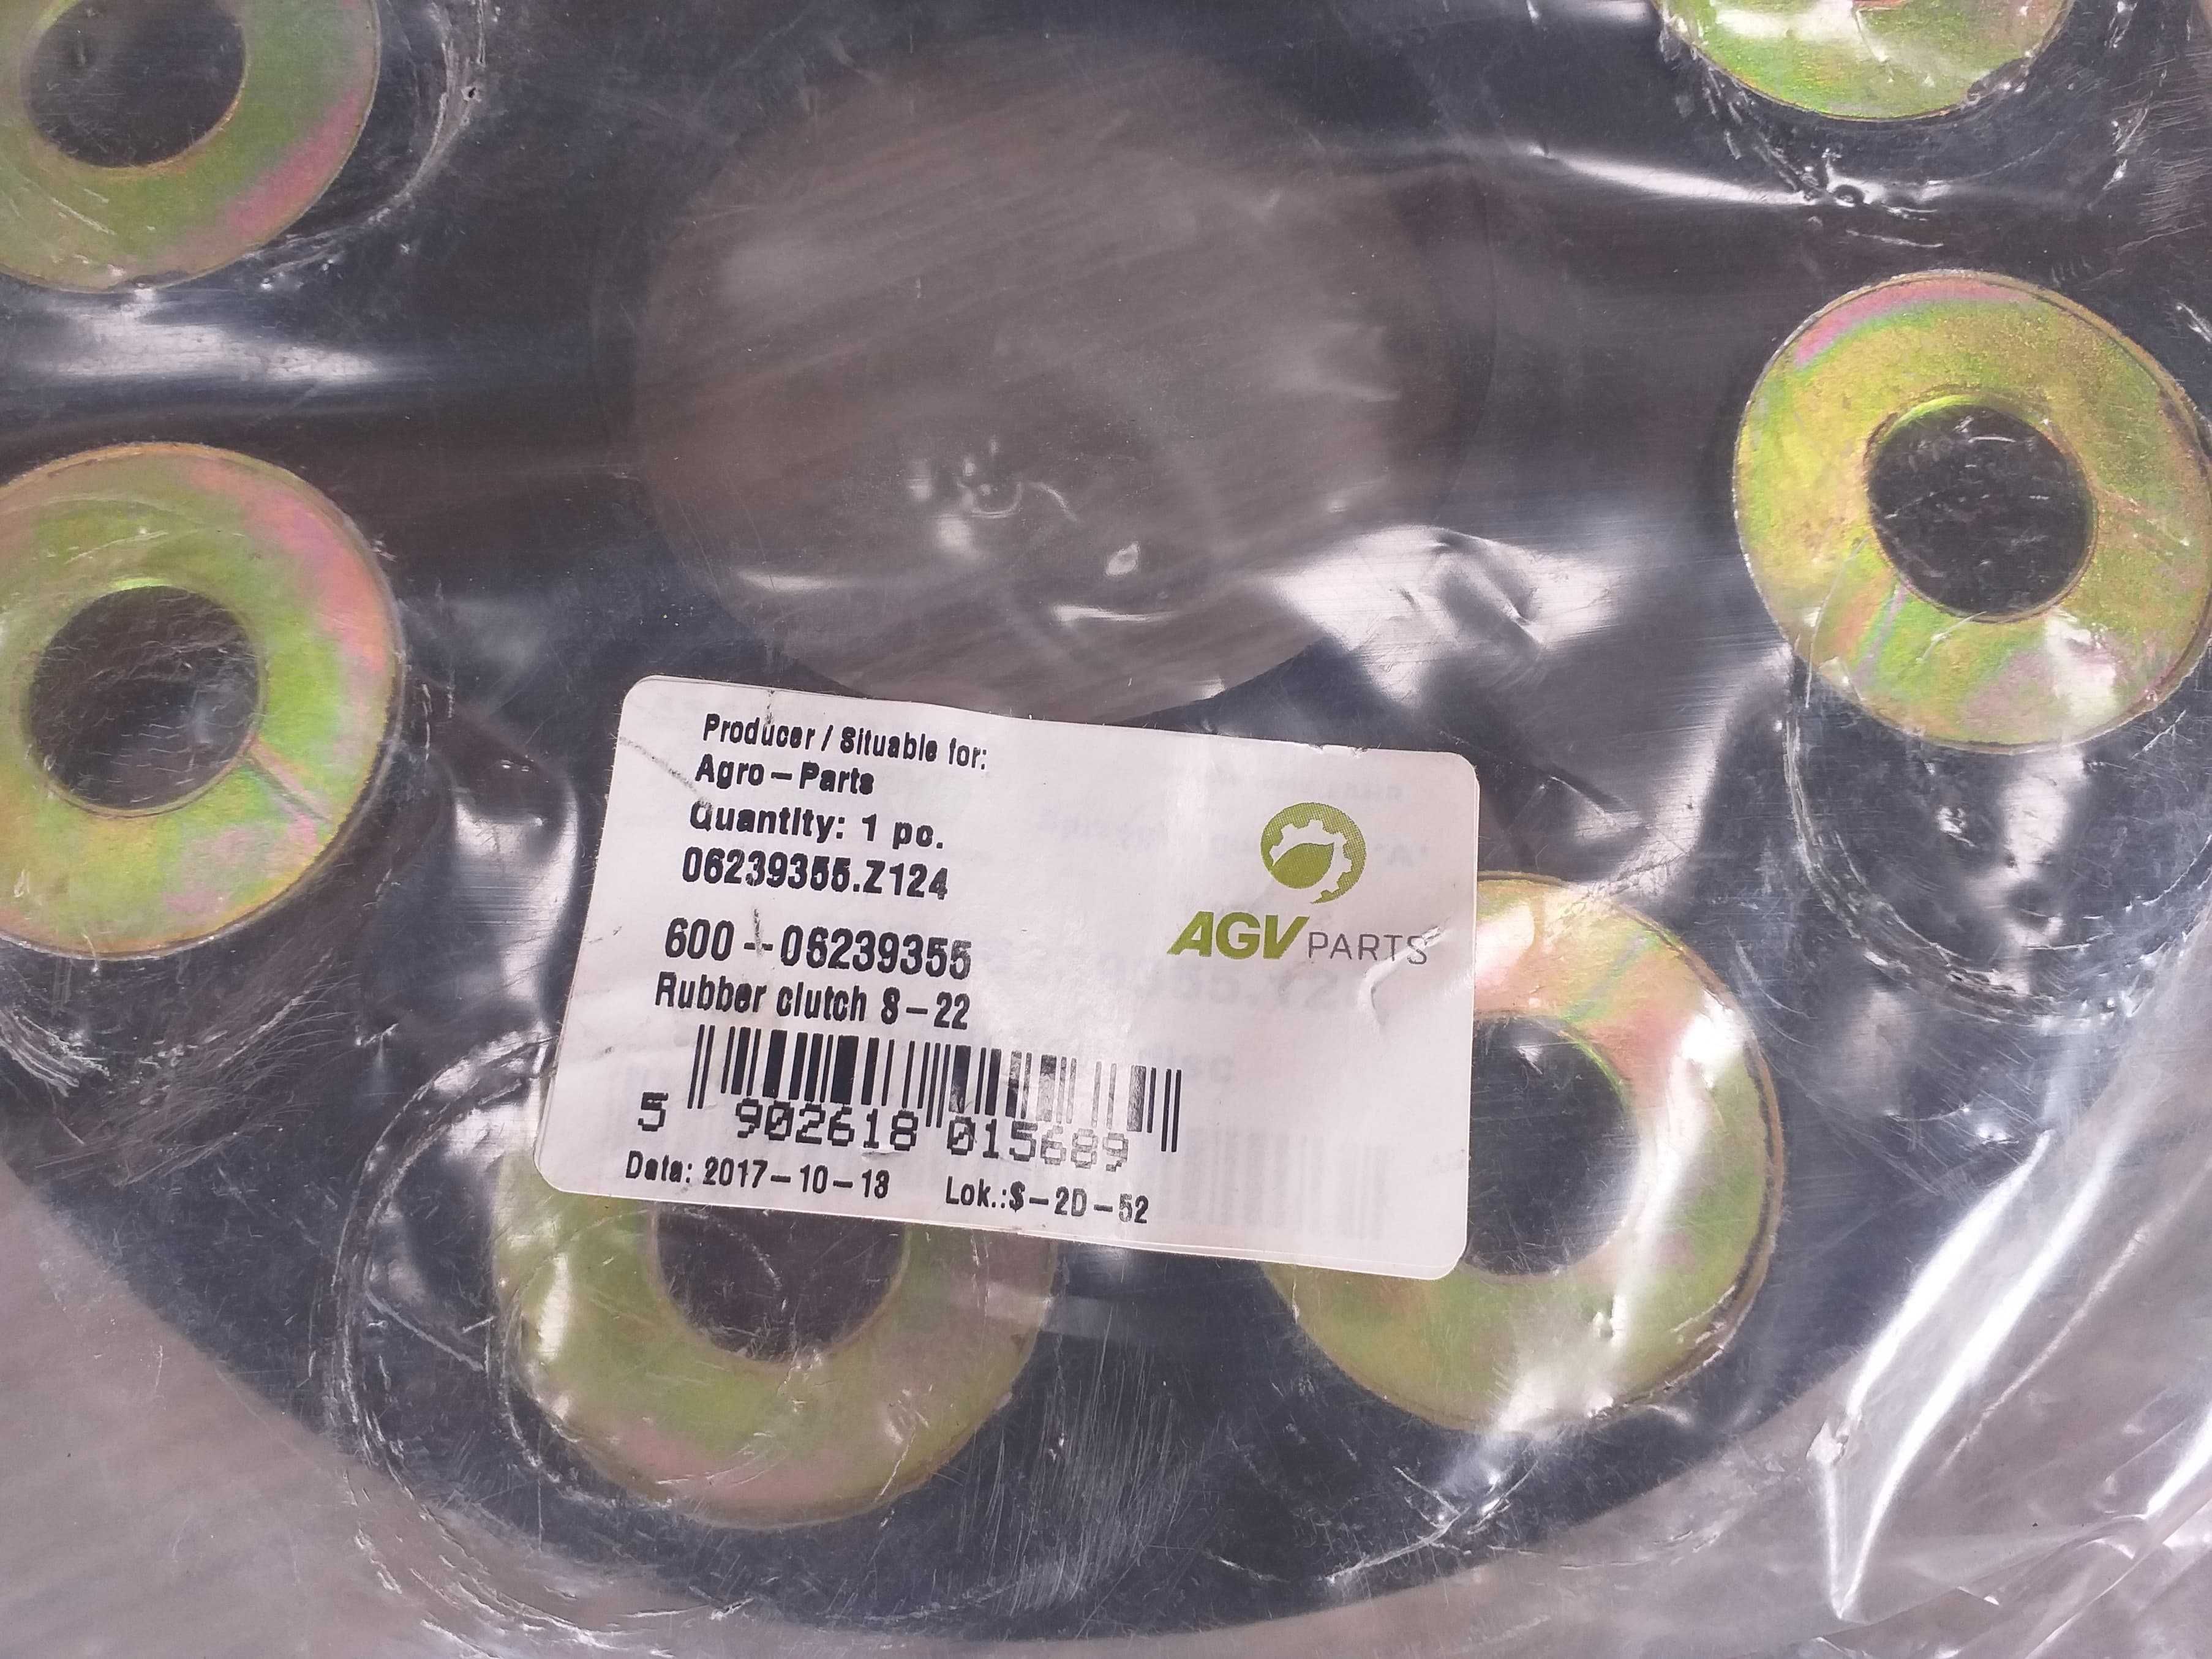 Producer / Situable for:
Agro-Parts
Quantity: 1 pc.
06239355.Z124
600-06239355
Rubber clutch S-22
5 902618 015689
Data: 2017-10-13 Lok.:S-2D-52
AGV PARTS